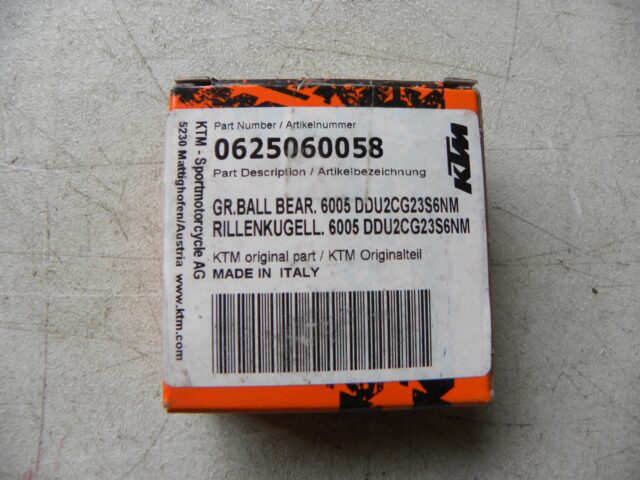 Part Number / Artikelnummer
0625060058
Part Description / Artikelbezeichnung
GR.BALL BEAR. 6005 DDU2CG23S6NM
RILLENKUGELL. 6005 DDU2CG23S6NM
KTM original part / KTM Originalteil
MADE IN ITALY
KTM - Sportmotorcycle AG
5230 Mattighofen/Austria www.ktm.com
KTM